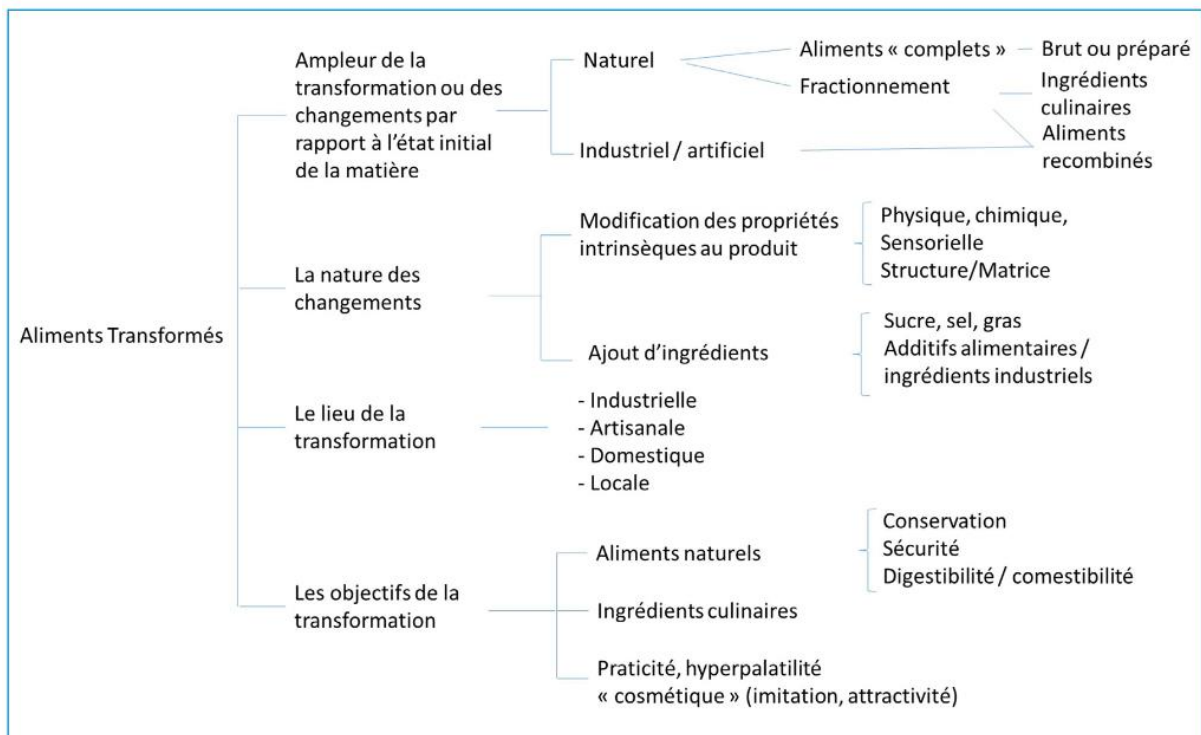 Aliments Transformés
Ampleur de la
transformation ou des
changements par
rapport à l'état initial
de la matière
Naturel
Aliments « complets »
Brut ou préparé
Fractionnement
Ingrédients
culinaires
Industriel / artificiel
Aliments
recombinés
La nature des
changements
Modification des propriétés
intrinsèques au produit
Physique, chimique,
Sensorielle
Structure/Matrice
Ajout d'ingrédients
Sucre, sel, gras
Additifs alimentaires /
ingrédients industriels
Le lieu de la
transformation
- Industrielle
- Artisanale
- Domestique
- Locale
Les objectifs de la
transformation
Aliments naturels
Conservation
Sécurité
Digestibilité / comestibilité
Ingrédients culinaires
Praticité, hyperpalatilité
« cosmétique » (imitation, attractivité)